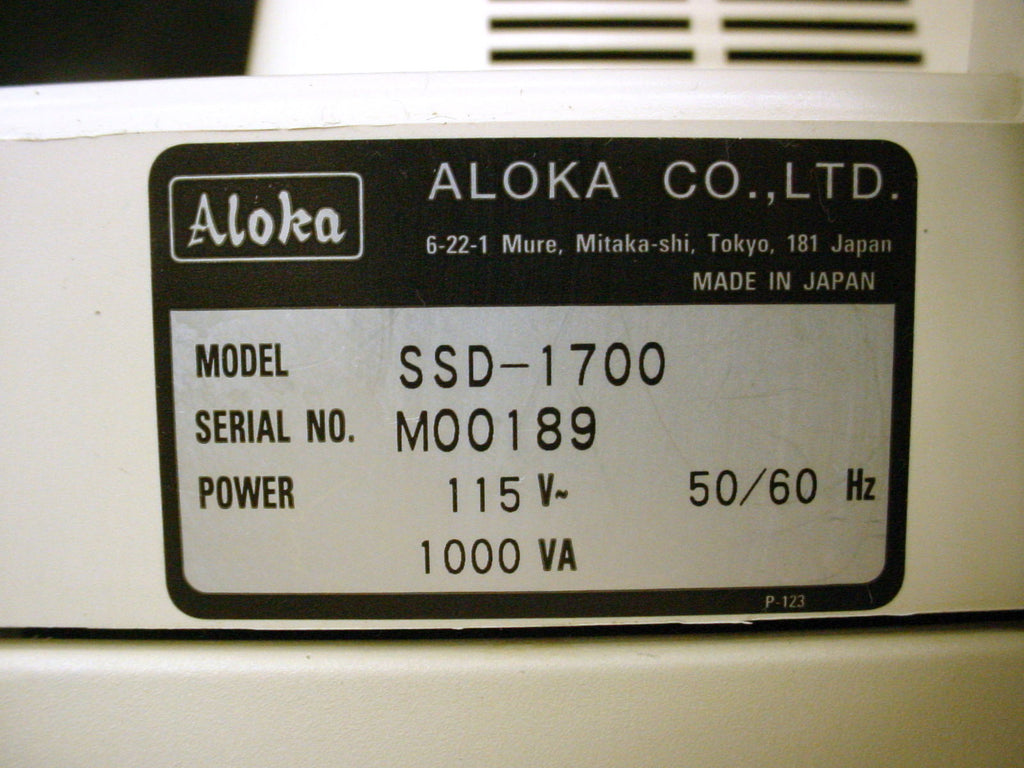 Aloka
ALOKA CO.,LTD.
6-22-1 Mure, Mitaka-shi, Tokyo, 181 Japan
MADE IN JAPAN
MODEL SSD-1700
SERIAL NO. M00189
POWER 115 V~ 50/60 Hz
1000 VA
P-123